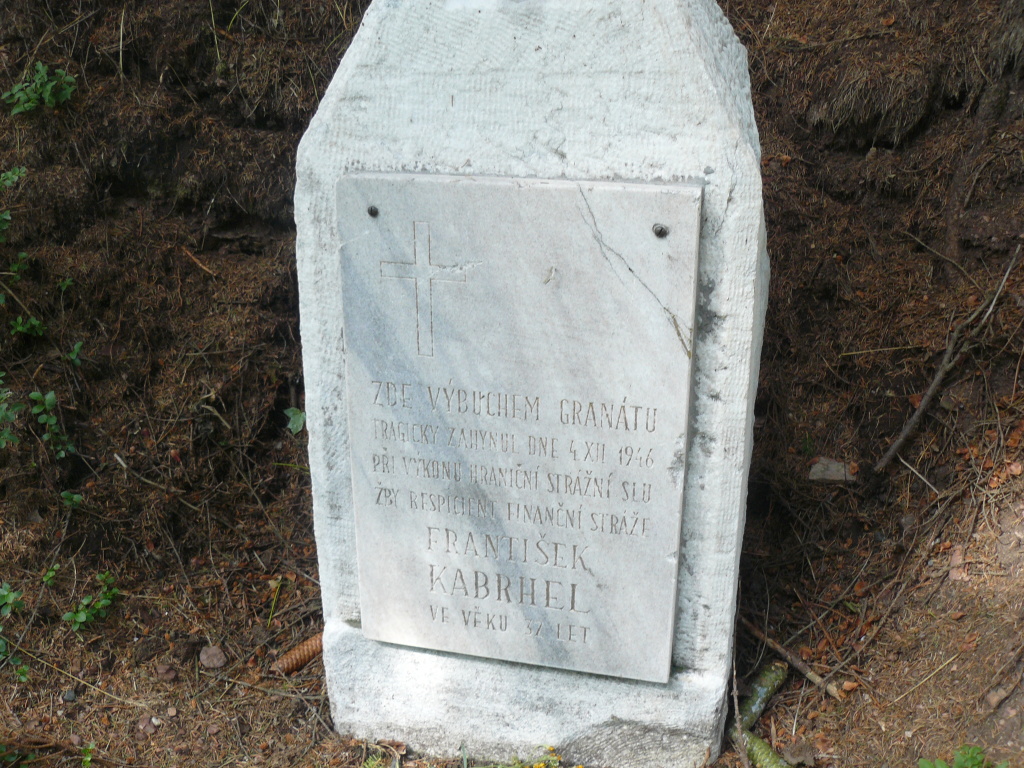 ZDE VÝBUCHEM GRANÁTU
TRAGICKY ZAHYNUL DNE 4 XII 1946
PŘI VÝKONU HRANIČNÍ STRÁŽNÍ SLU
ŽBY RESPICIENT FINANČNÍ STRÁŽE
FRANTIŠEK
KABRHEL
VE VĚKU 37 LET